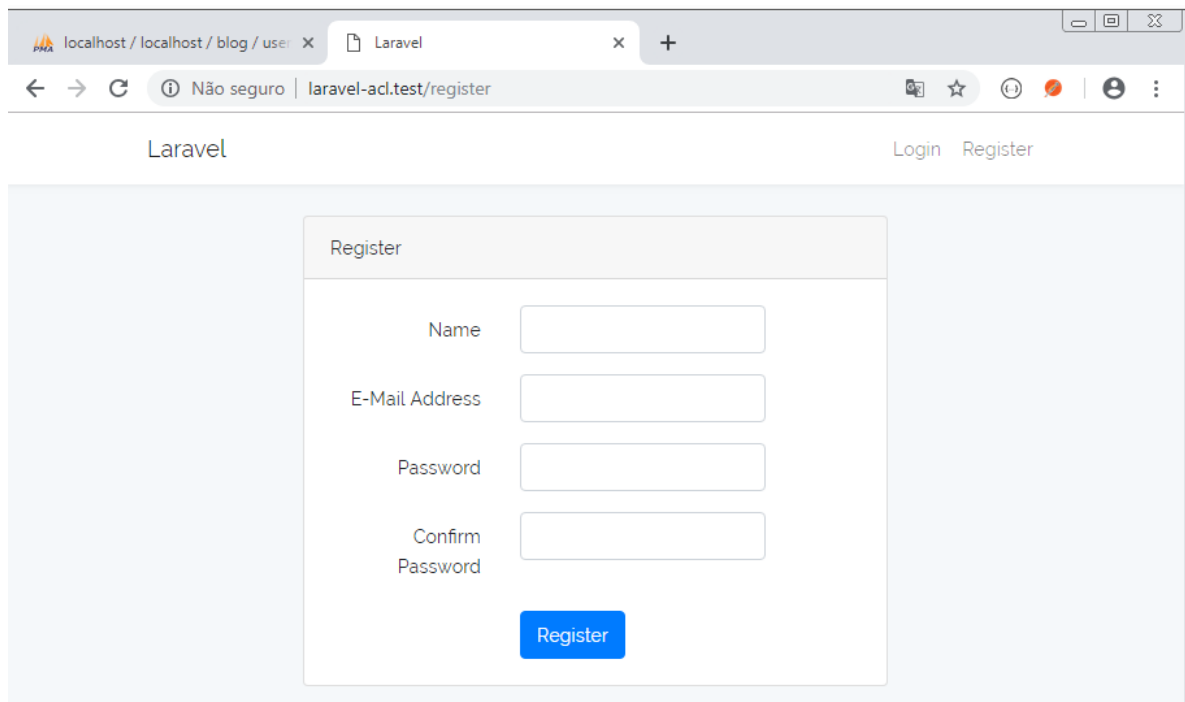 localhost / localhost / blog / user
Laravel
Não seguro | laravel-acl.test/register
Laravel
Login Register
Register
Name
E-Mail Address
Password
Confirm
Password
Register